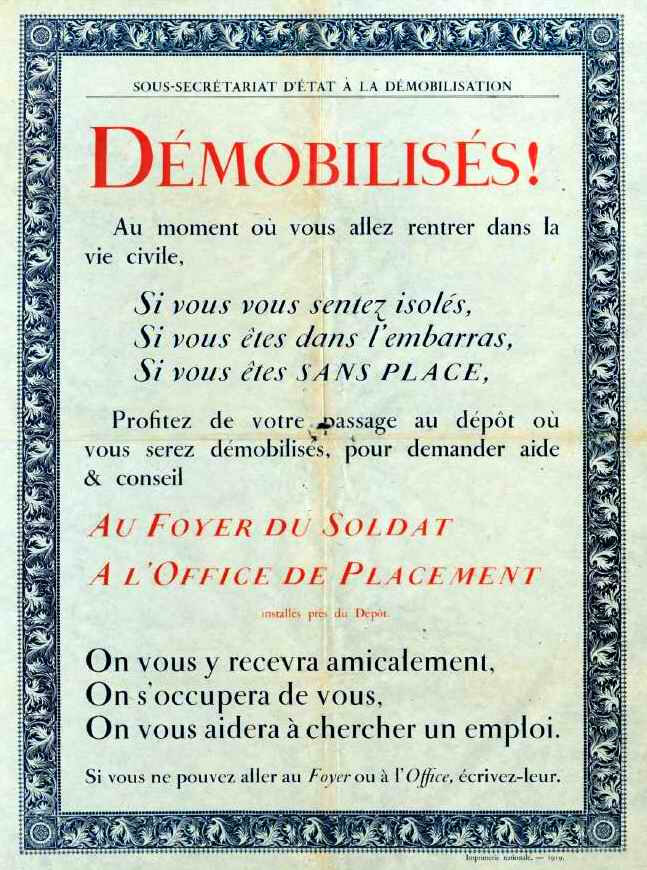 SOUS-SECRÉTARIAT D'ÉTAT À LA DÉMOBILISATION
DÉMOBILISÉS!
Au moment où vous allez rentrer dans la
vie civile,
Si vous vous sentez isolés,
Si vous êtes dans l'embarras,
Si vous êtes SANS PLACE,
Profitez de votre passage au dépôt où
vous serez démobilisés, pour demander aide
& conseil
AU FOYER DU SOLDAT
A L'OFFICE DE PLACEMENT
installés près du Dépôt.
On vous y recevra amicalement,
On s'occupera de vous,
On vous aidera à chercher un emploi.
Si vous ne pouvez aller au Foyer ou à l'Office, écrivez-leur.
Imprimerie nationale. — 1919.